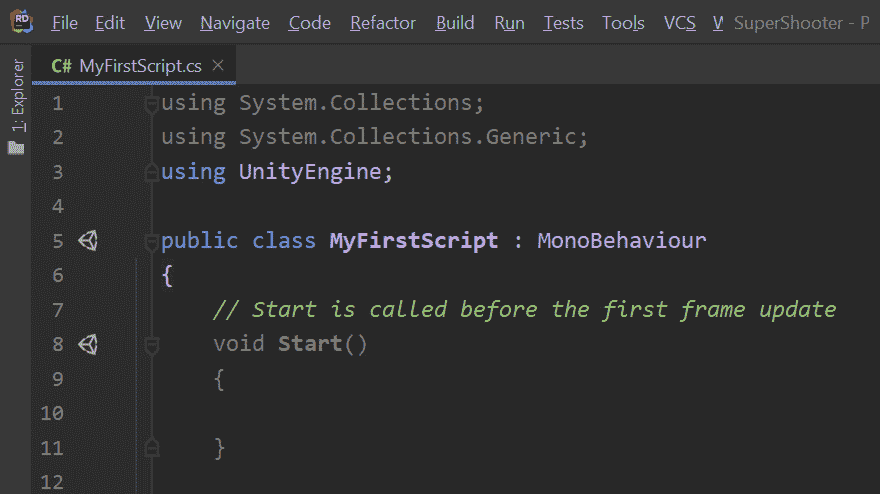 RD File Edit View Navigate Code Refactor Build Run Tests Tools VCS W SuperShooter - P
C# MyFirstScript.cs ×
1: Explorer
1 using System.Collections;
2 using System.Collections.Generic;
3 using UnityEngine;
4
5 public class MyFirstScript : MonoBehaviour
6 {
7 // Start is called before the first frame update
8 void Start()
9 {
10
11 }
12